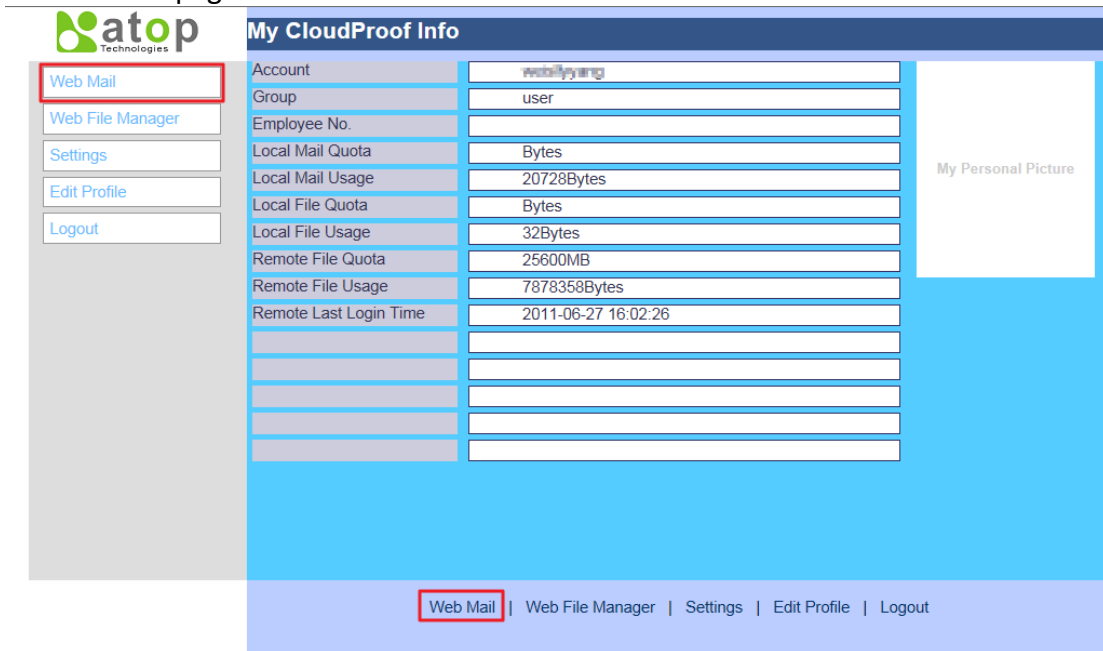 atop
Technologies
My CloudProof Info
Web Mail
Web File Manager
Settings
Edit Profile
Logout
Account
Group user
Employee No.
Local Mail Quota Bytes
Local Mail Usage 20728Bytes
Local File Quota Bytes
Local File Usage 32Bytes
Remote File Quota 25600MB
Remote File Usage 7878358Bytes
Remote Last Login Time 2011-06-27 16:02:26
My Personal Picture
Web Mail | Web File Manager | Settings | Edit Profile | Logout